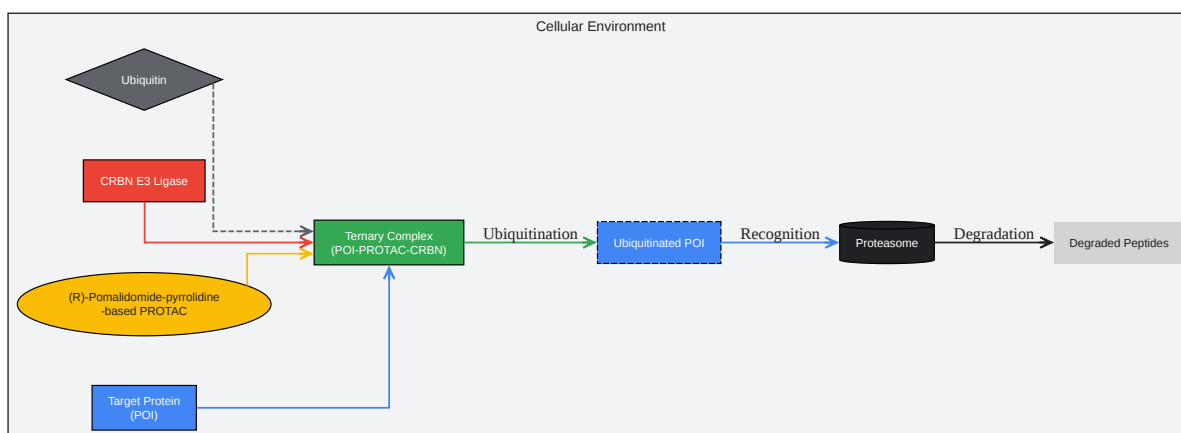 Cellular Environment
Ubiquitin
CRBN E3 Ligase
Ternary Complex
(POI-PROTAC-CRBN)
Ubiquitination
Ubiquitinated POI
Recognition
Proteasome
Degradation
Degraded Peptides
(R)-Pomalidomide-pyrrolidine
-based PROTAC
Target Protein
(POI)